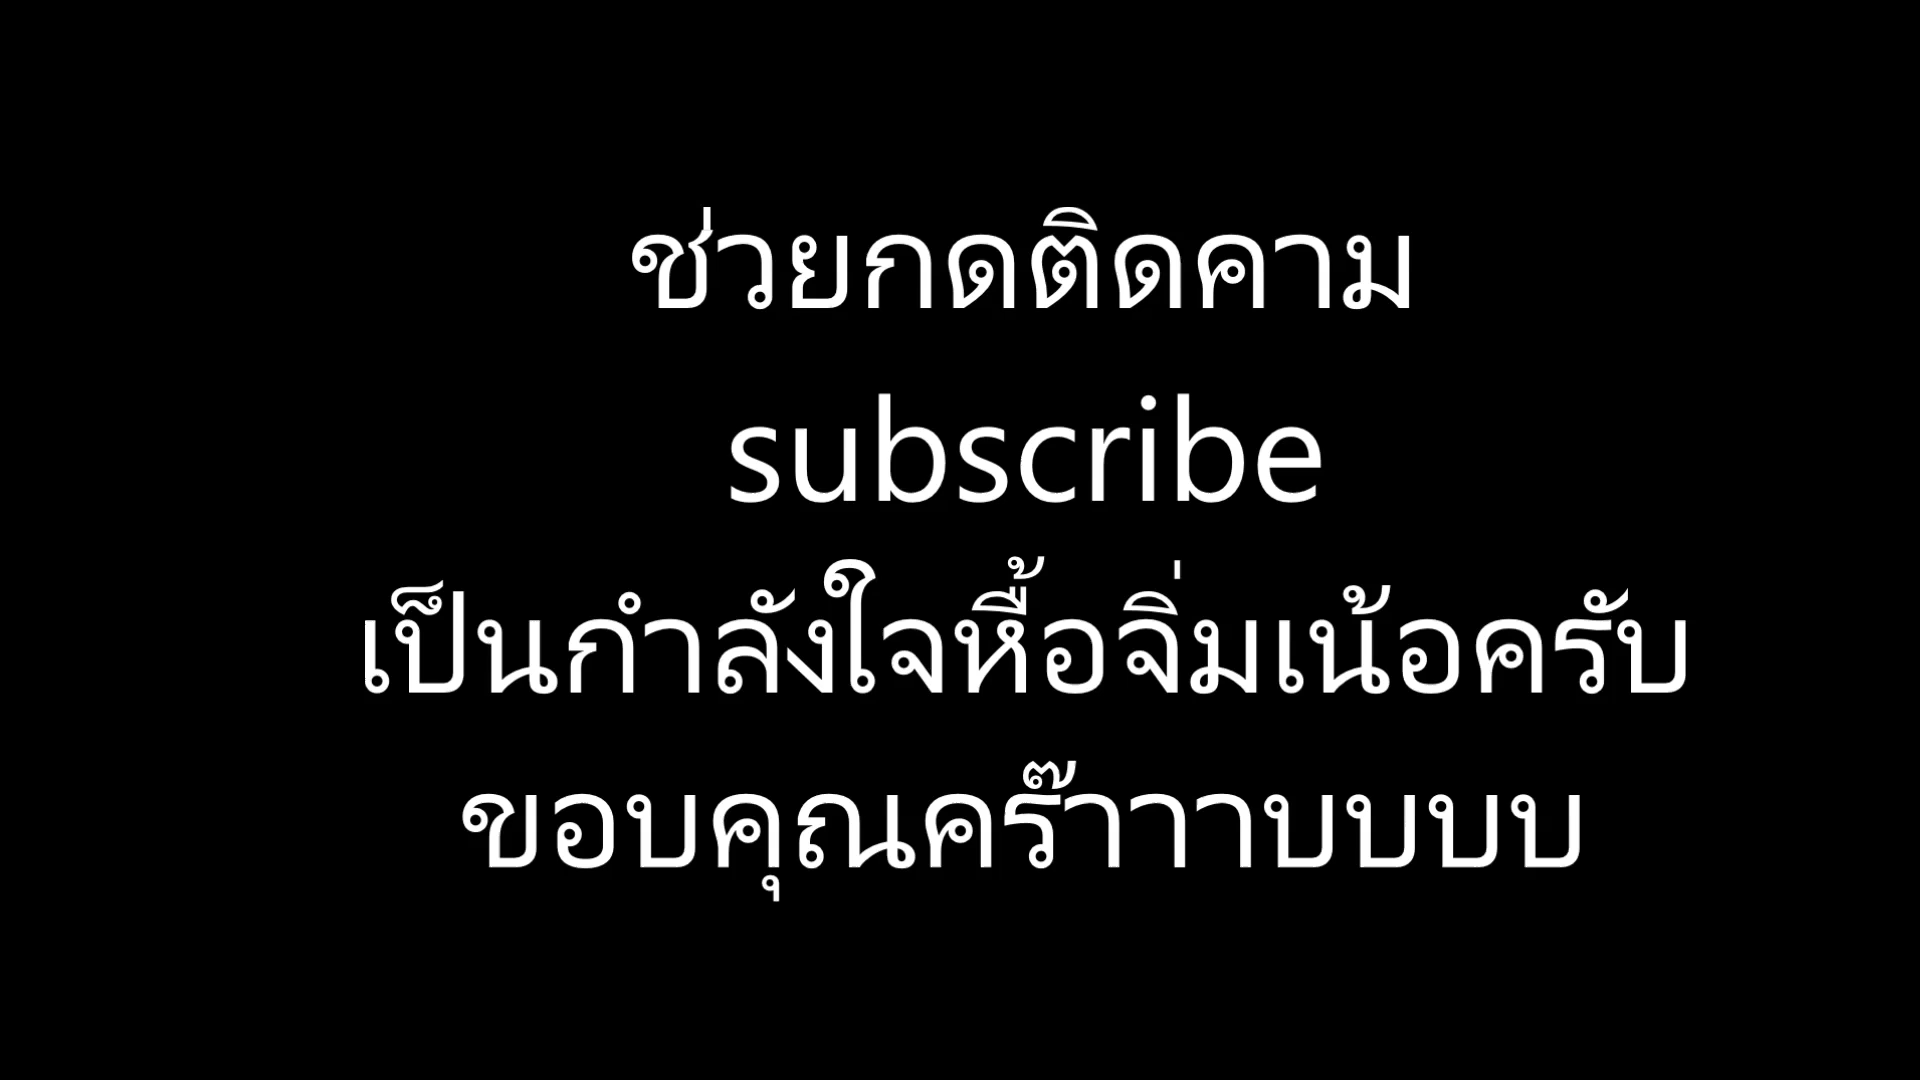 ช่วยกดติดคาม
subscribe
เป็นกำลังใจหื้อจิ่มเน้อครับ
ขอบคุณคร๊าาาบบบบ